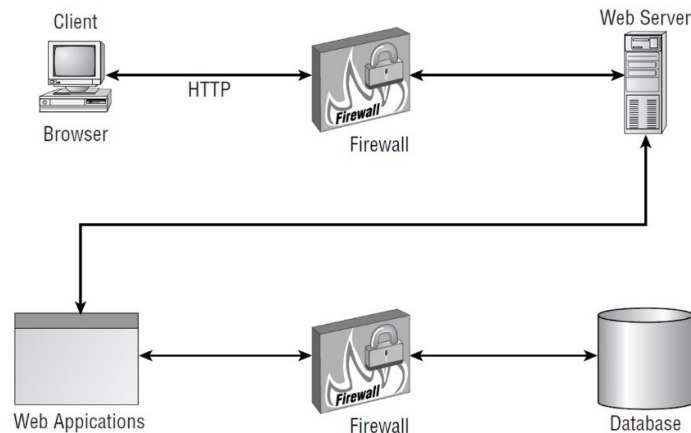 Client
Web Server
HTTP
Firewall
Browser
Firewall
Firewall
Web Appications
Firewall
Database